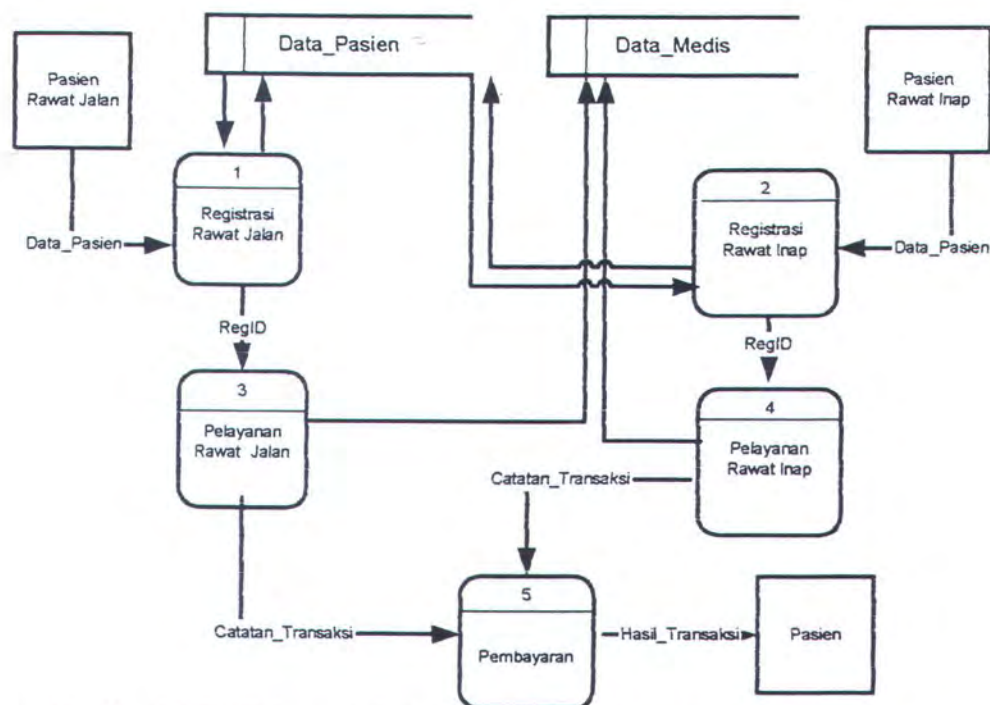 Data_Pasien
Data_Medis
Pasien
Rawat Jalan
Pasien
Rawat Inap
1
Registrasi
Rawat Jalan
2
Registrasi
Rawat Inap
Data_Pasien
Data_Pasien
RegID
RegID
3
Pelayanan
Rawat Jalan
4
Pelayanan
Rawat Inap
Catatan_Transaksi
5
Pembayaran
Catatan_Transaksi
Hasil_Transaksi
Pasien